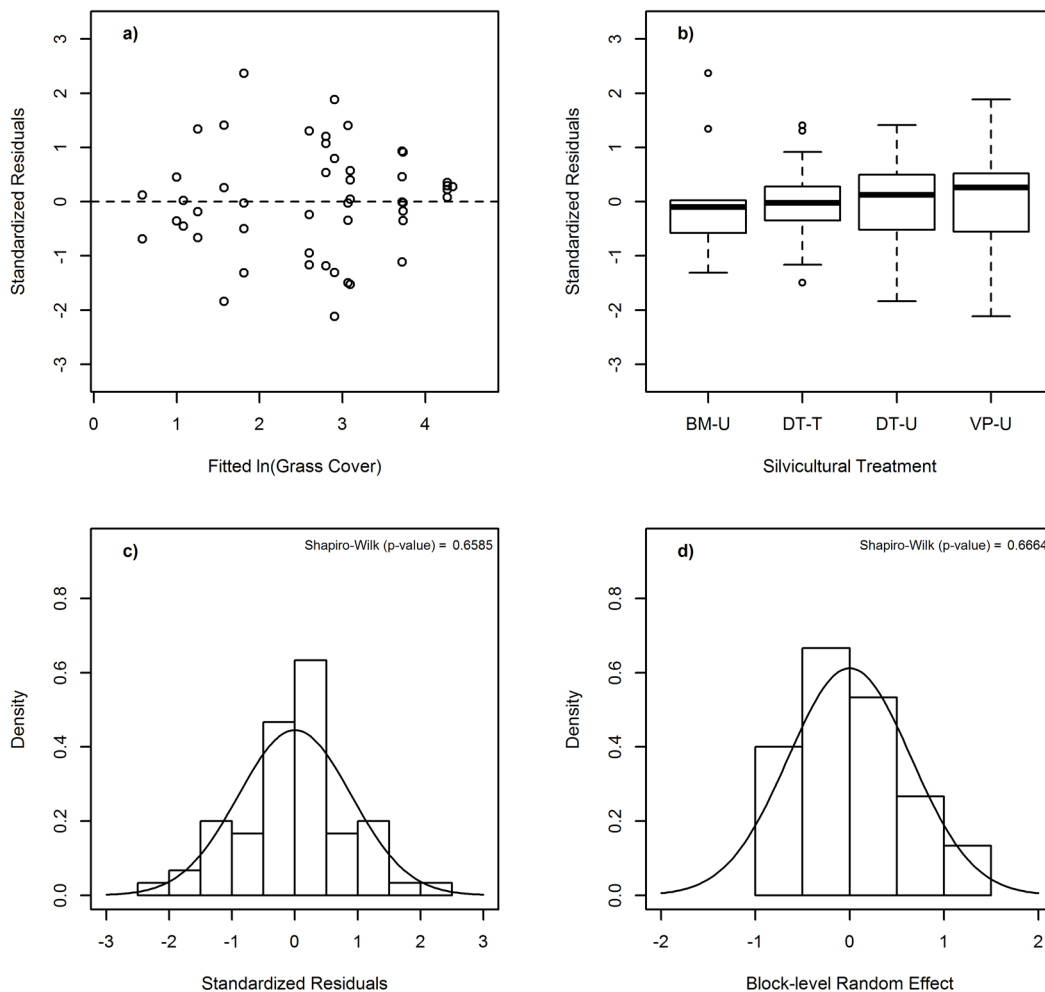 a)
3
2
1
0
-1
-2
-3
Standardized Residuals
0 1 2 3 4
Fitted ln(Grass Cover)
b)
3
2
1
0
-1
-2
-3
Standardized Residuals
BM-U DT-T DT-U VP-U
Silvicultural Treatment
c)
Shapiro-Wilk (p-value) = 0.6585
0.8
0.6
0.4
0.2
0.0
Density
-3 -2 -1 0 1 2 3
Standardized Residuals
d)
Shapiro-Wilk (p-value) = 0.6664
0.8
0.6
0.4
0.2
0.0
Density
-2 -1 0 1 2
Block-level Random Effect